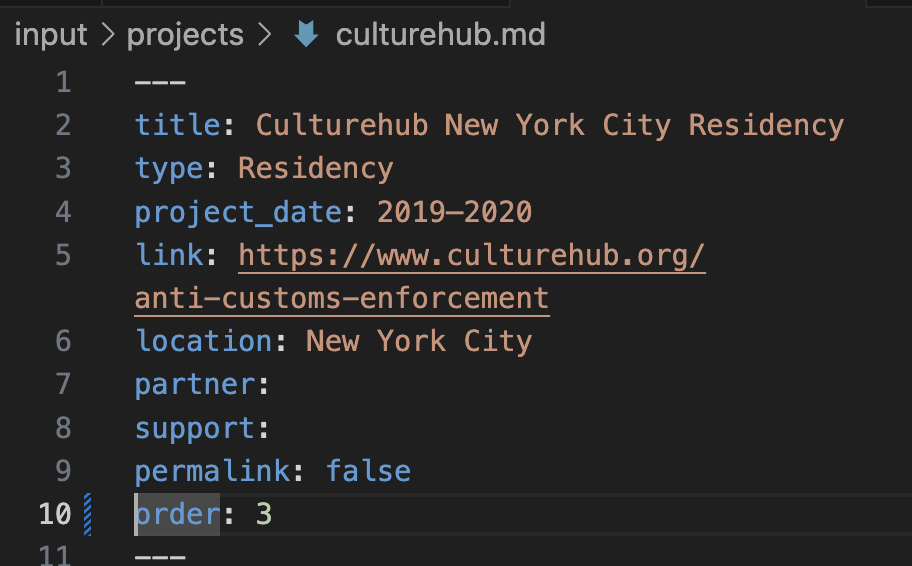 input > projects > culturehub.md
1 ---
2 title: Culturehub New York City Residency
3 type: Residency
4 project_date: 2019–2020
5 link: https://www.culturehub.org/
anti-customs-enforcement
6 location: New York City
7 partner:
8 support:
9 permalink: false
10 order: 3
11 ---